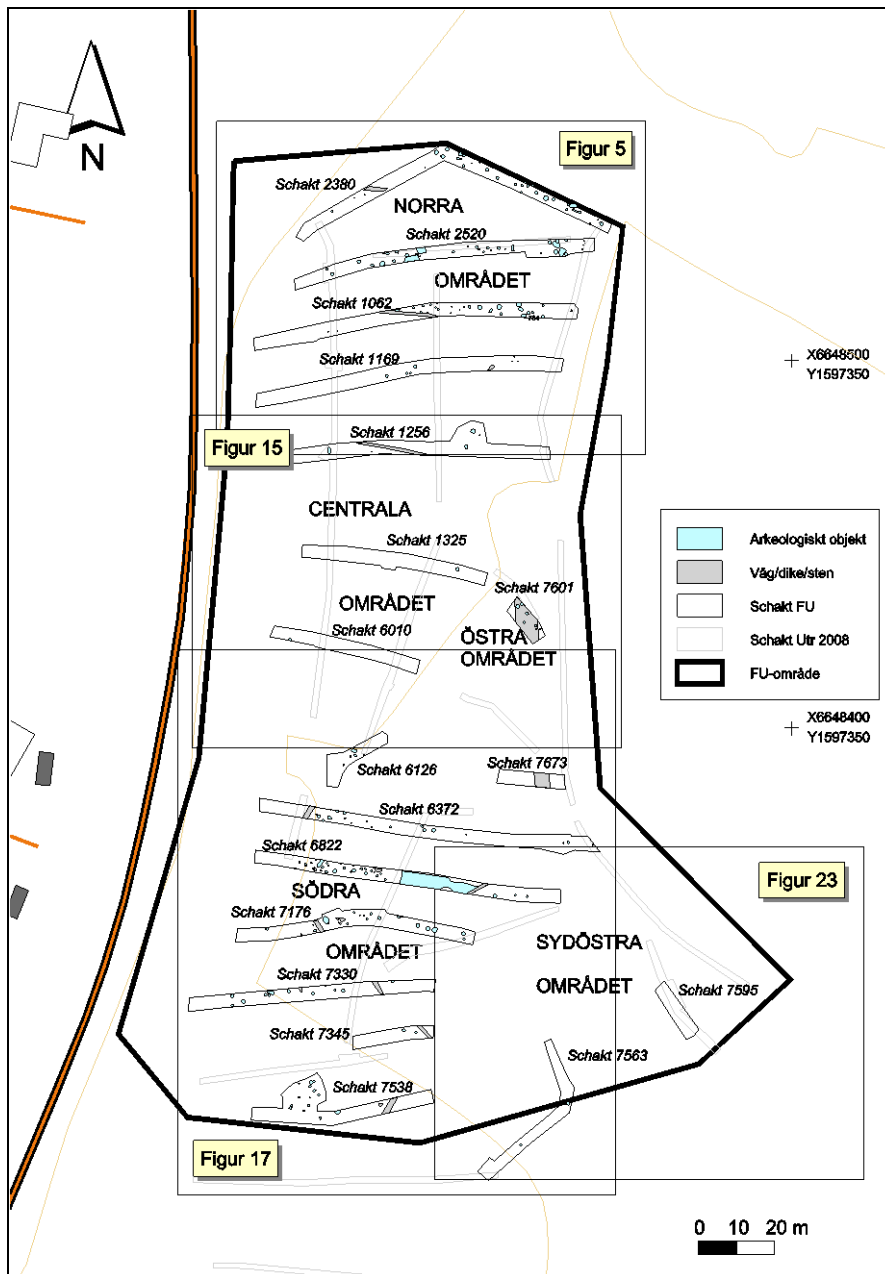 N
Figur 5
Schakt 2380
NORRA
Schakt 2520
OMRÅDET
Schakt 1062
284
Schakt 1169
X6648500
Y1597350
Figur 15
Schakt 1256
CENTRALA
Schakt 1325
OMRÅDET
Schakt 7601
Schakt 6010
ÖSTRA
OMRÅDET
Arkeologiskt objekt
Väg/dike/sten
Schakt FU
Schakt Utr 2008
FU-område
X6648400
Y1597350
Schakt 6126
Schakt 7673
Schakt 6372
Schakt 6822
SÖDRA
Figur 23
Schakt 7176
OMRÅDET
SYDÖSTRA
OMRÅDET
Schakt 7330
Schakt 7595
Schakt 7345
Schakt 7563
Schakt 7538
Figur 17
0 10 20 m